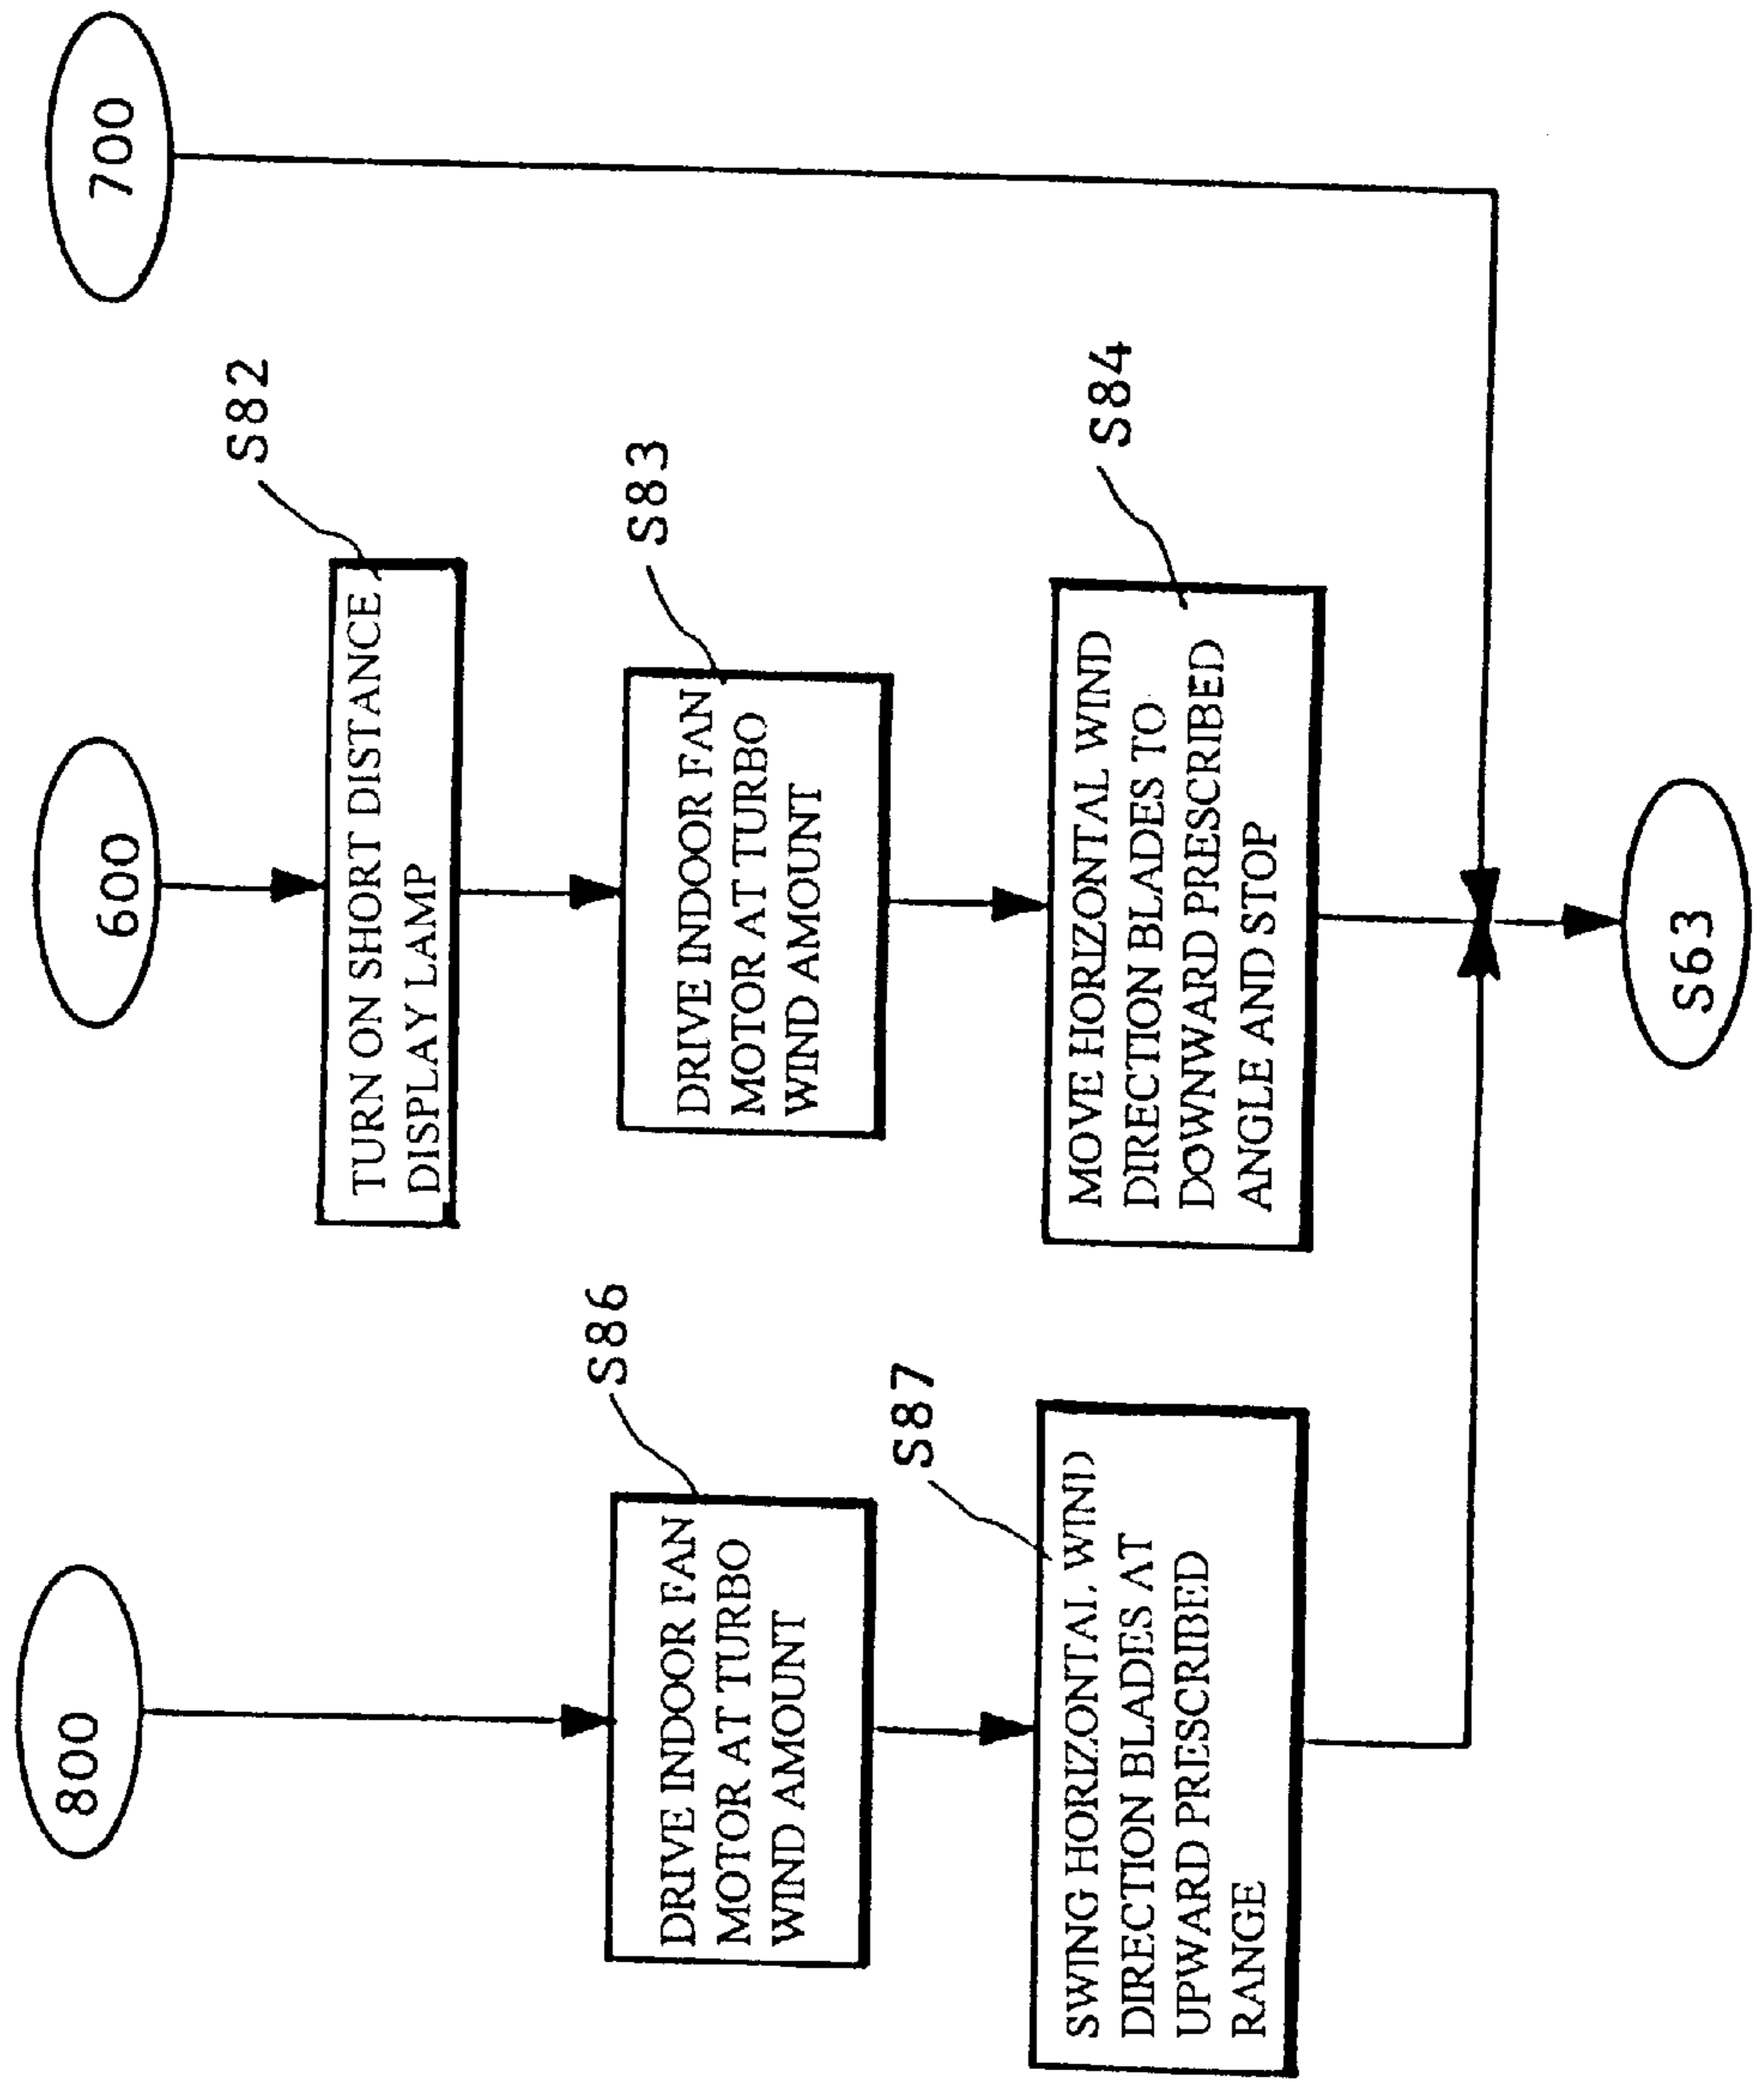 800
600
700
S82
TURN ON SHORT DISTANCE
DISPLAY LAMP
S86
DRIVE INDOOR FAN
MOTOR AT TURBO
WIND AMOUNT
S83
DRIVE INDOOR FAN
MOTOR AT TURBO
WIND AMOUNT
S87
SWING HORIZONTAL WIND
DIRECTION BLADES AT
UPWARD PRESCRIBED
RANGE
S84
MOVE HORIZONTAL WIND
DIRECTION BLADES TO
DOWNWARD PRESCRIBED
ANGLE AND STOP
S63